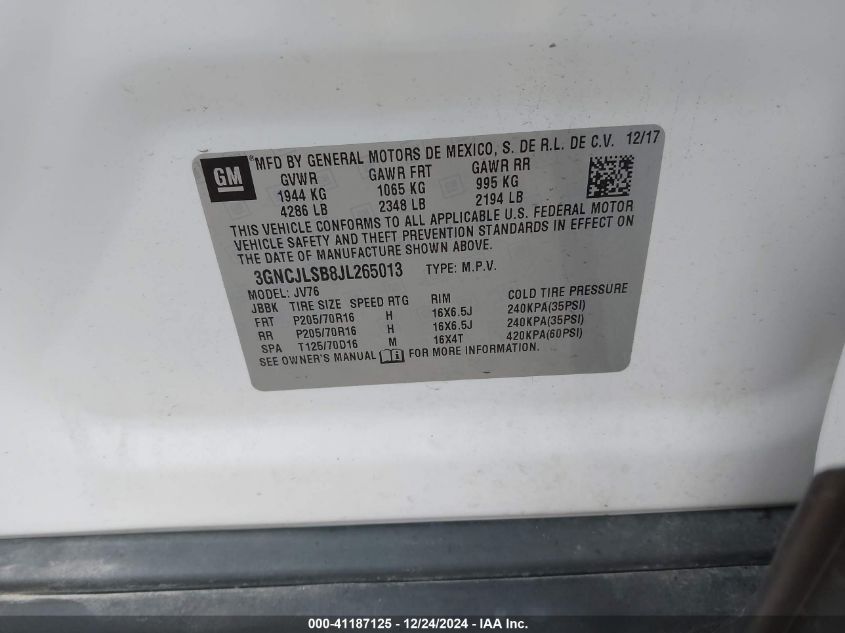 GM
*MFD BY GENERAL MOTORS DE MEXICO, S. DE R.L. DE C.V. 12/17
GVWR GAWR FRT GAWR RR
1944 KG 1065 KG 995 KG
4286 LB 2348 LB 2194 LB
THIS VEHICLE CONFORMS TO ALL APPLICABLE U.S. FEDERAL MOTOR
VEHICLE SAFETY AND THEFT PREVENTION STANDARDS IN EFFECT ON
THE DATE OF MANUFACTURE SHOWN ABOVE.
3GNCJLSB8JL265013 TYPE: M.P.V.
MODEL: JV76
JBBK TIRE SIZE SPEED RTG RIM COLD TIRE PRESSURE
FRT P205/70R16 H 16X6.5J 240KPA(35PSI)
RR P205/70R16 H 16X6.5J 240KPA(35PSI)
SPA T125/70D16 M 16X4T 420KPA(60PSI)
SEE OWNER'S MANUAL FOR MORE INFORMATION.
000-41187125 - 12/24/2024 - IAA Inc.